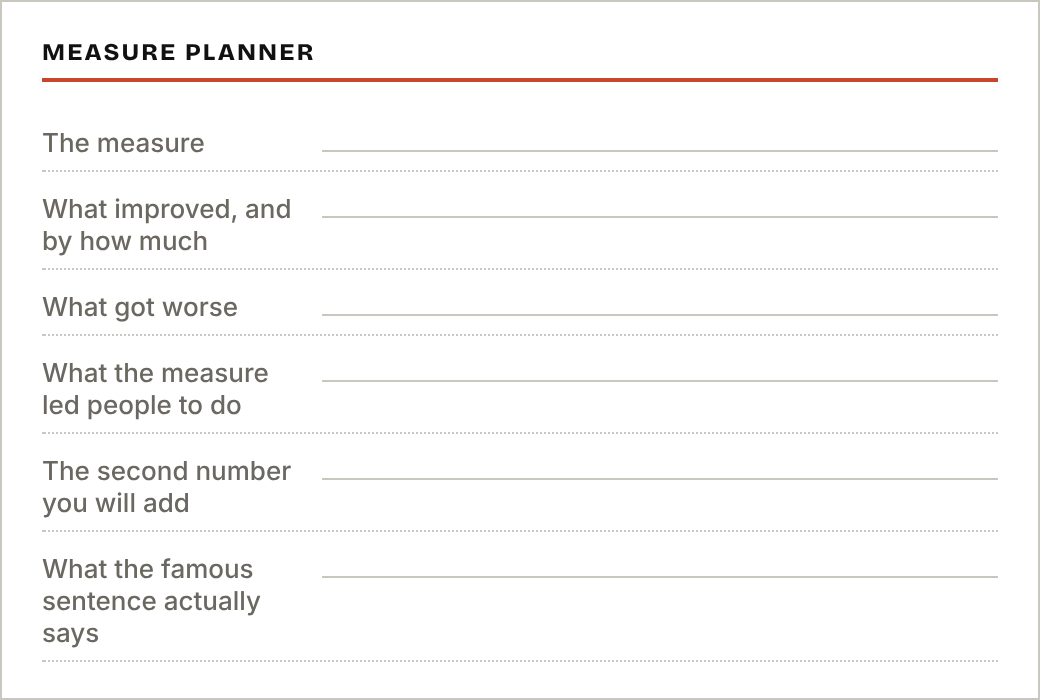 MEASURE PLANNER
The measure
What improved, and
by how much
What got worse
What the measure
led people to do
The second number
you will add
What the famous
sentence actually
says